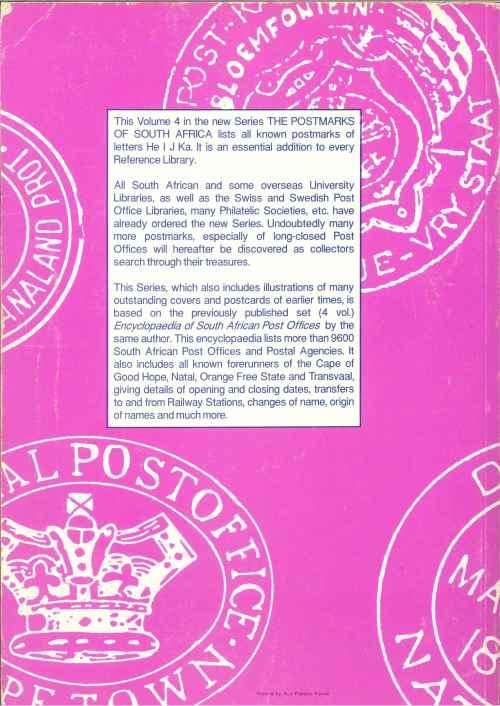 POST-K
BLOEMFONTEIN
UE-VRY STAAT
NALAND PROT.
This Volume 4 in the new Series THE POSTMARKS
OF SOUTH AFRICA lists all known postmarks of
letters He I J Ka. It is an essential addition to every
Reference Library.
All South African and some overseas University
Libraries, as well as the Swiss and Swedish Post
Office Libraries, many Philatelic Societies, etc. have
already ordered the new Series. Undoubtedly many
more postmarks, especially of long-closed Post
Offices will hereafter be discovered as collectors
search through their treasures.
This Series, which also includes illustrations of many
outstanding covers and postcards of earlier times, is
based on the previously published set (4 vol.)
Encyclopaedia of South African Post Offices by the
same author. This encyclopaedia lists more than 9600
South African Post Offices and Postal Agencies. It
also includes all known forerunners of the Cape of
Good Hope, Natal, Orange Free State and Transvaal,
giving details of opening and closing dates, transfers
to and from Railway Stations, changes of name, origin
of names and much more.
AL POST OFFICE
PE TOWN
D
MA
18
NA